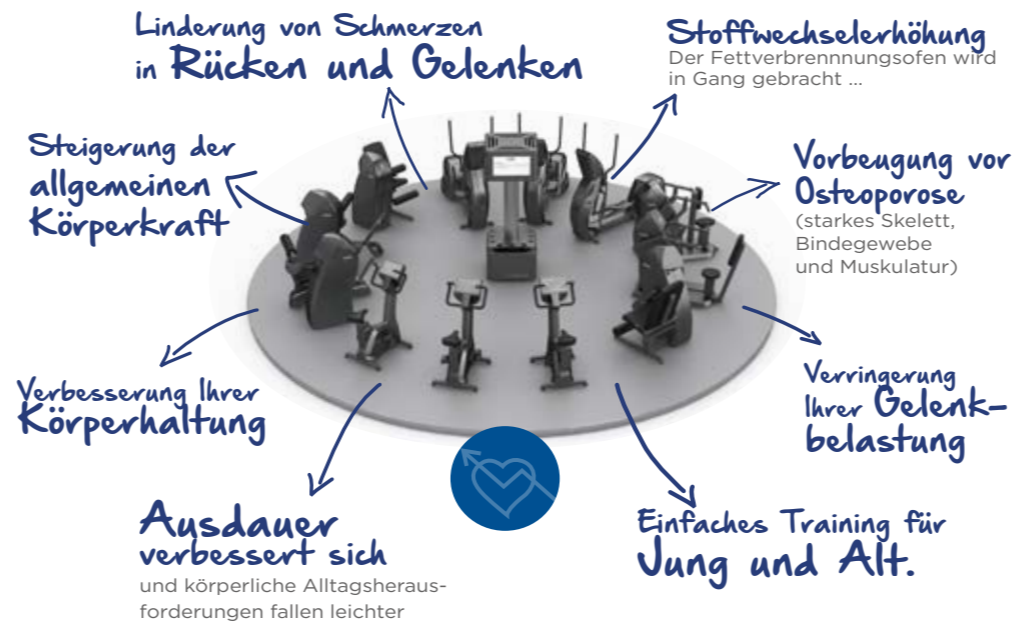 Linderung von Schmerzen
in Rücken und Gelenken
Stoffwechselerhöhung
Der Fettverbrennnungsofen wird
in Gang gebracht ...
Steigerung der
allgemeinen
Körperkraft
Vorbeugung vor
Osteoporose
(starkes Skelett,
Bindegewebe
und Muskulatur)
Verbesserung Ihrer
Körperhaltung
Verringerung
Ihrer Gelenk-
belastung
Ausdauer
verbessert sich
und körperliche Alltagsheraus-
forderungen fallen leichter
Einfaches Training für
Jung und Alt.